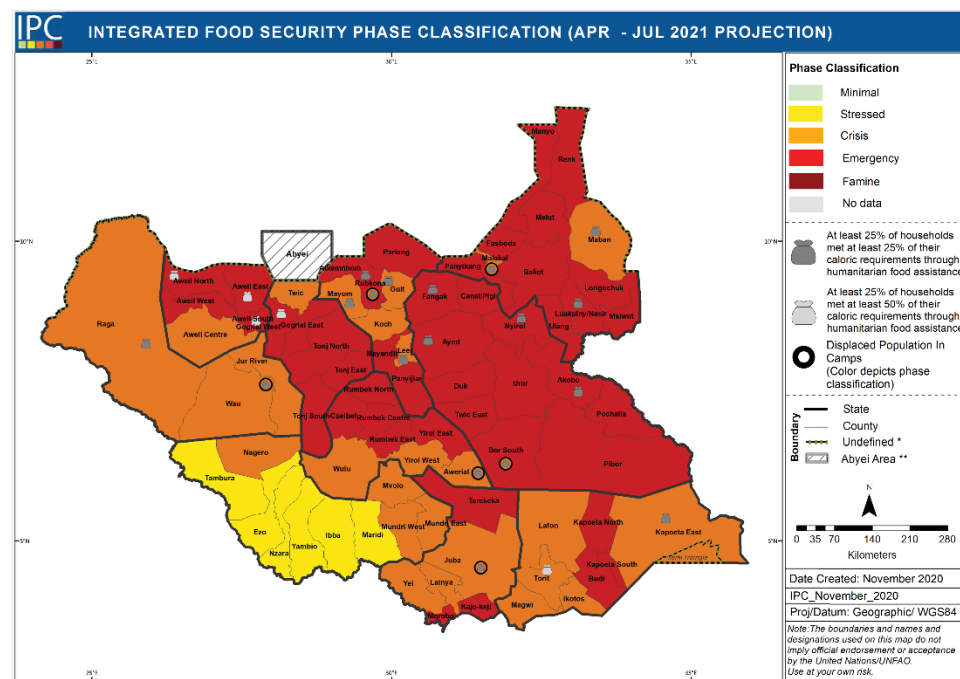 IPC
INTEGRATED FOOD SECURITY PHASE CLASSIFICATION (APR - JUL 2021 PROJECTION)
25°E
30°E
35°E
Phase Classification
Minimal
Stressed
Crisis
Emergency
Famine
No data
At least 25% of households
met at least 25% of their
caloric requirements through
humanitarian food assistance
At least 25% of households
met at least 50% of their
caloric requirements through
humanitarian food assistance
Displaced Population In
Camps
(Color depicts phase
classification)
Boundary
State
County
Undefined *
Abyei Area **
N
0 35 70 140 210 280
Kilometers
Date Created: November 2020
IPC_November_2020
Proj/Datum: Geographic/ WGS84
Note:The boundaries and names and
designations used on this map do not
imply official endorsement or acceptance
by the United Nations/UNFAO.
Use at your own risk.
Manyo
Renk
Melut
10°N
10°N
Maban
Fashoda
Abyei
Pariang
Malakal
Panyikang
Baliet
Abiemnhom
Rubkona
Aweil North
Aweil East
Guit
Longochuk
Twic
Mayom
Fangak
Canal/Pigi
Aweil West
Luakpiny/Nasir
Maiwut
Aweil South
Gogrial West
Gogrial East
Koch
Nyirol
Ulang
Raga
Aweil Centre
Ayod
Tonj North
Mayendit
Leer
Jur River
Tonj East
Panyijiar
Akobo
Uror
Duk
Rumbek North
Wau
Pochalla
Tonj South
Cueibet
Rumbek Centre
Twic East
Yirol East
Rumbek East
Bor South
Nagero
Yirol West
Pibor
Wulu
Awerial
Tambura
Mvolo
Terekeka
Mundri West
Mundri East
Lafon
Kapoeta North
Kapoeta East
5°N
5°N
Ezo
Ibba
Maridi
Yambio
Nzara
Juba
Kapoeta South
Torit
Budi
Yei
Lainya
Ikotos
Magwi
Kajo-keji
Morobo
25°E
30°E
35°E